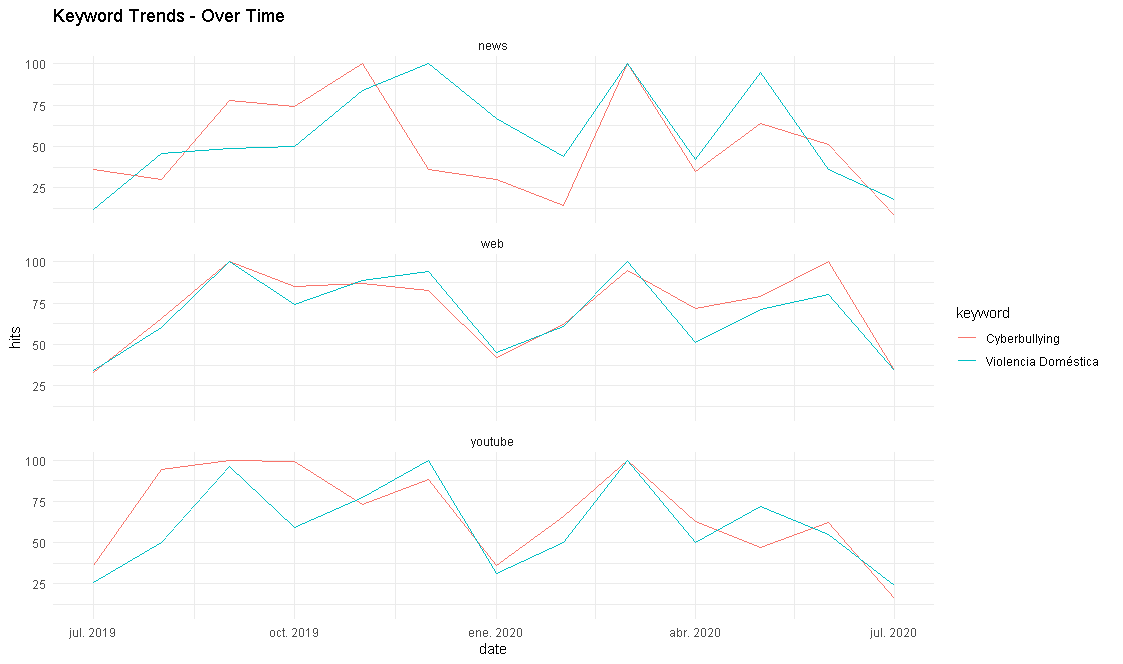 Keyword Trends - Over Time
news
100
75
50
25
web
100
75
50
25
youtube
100
75
50
25
hits
jul. 2019
oct. 2019
ene. 2020
abr. 2020
jul. 2020
date
keyword
Cyberbullying
Violencia Doméstica